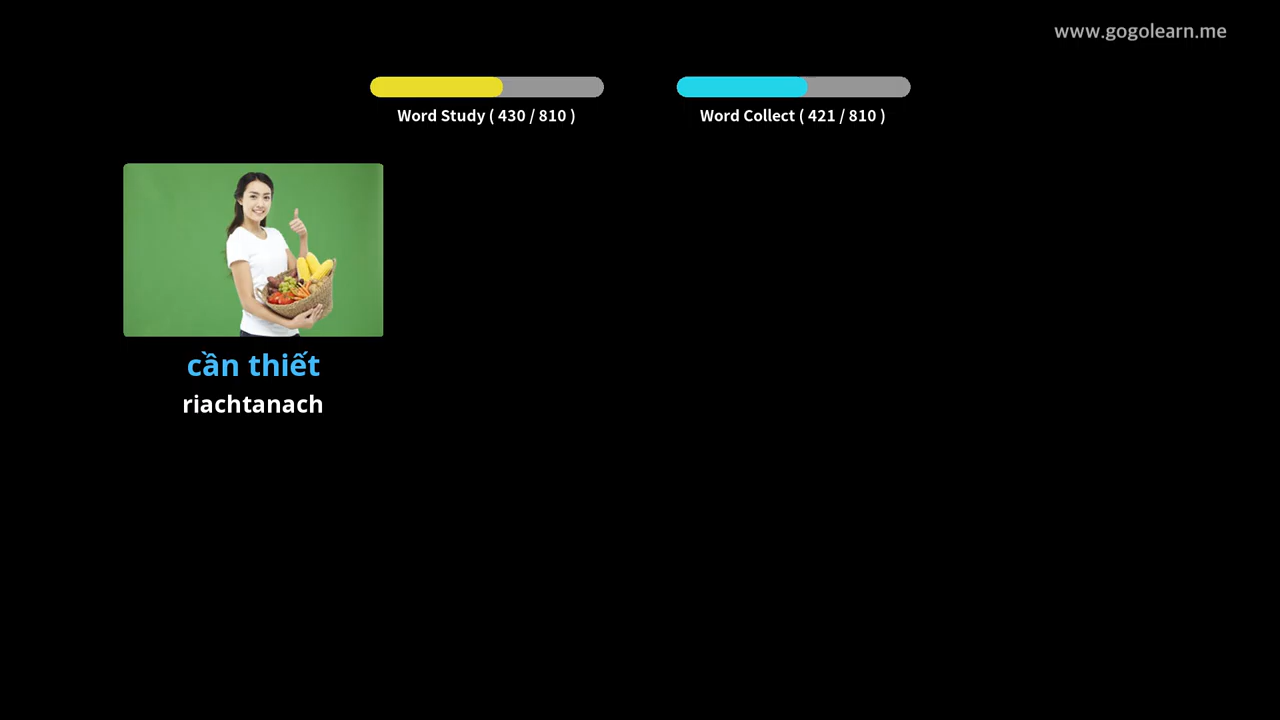 www.gogolearn.me
Word Study ( 430 / 810 )
Word Collect ( 421 / 810 )
cần thiết
riachtanach